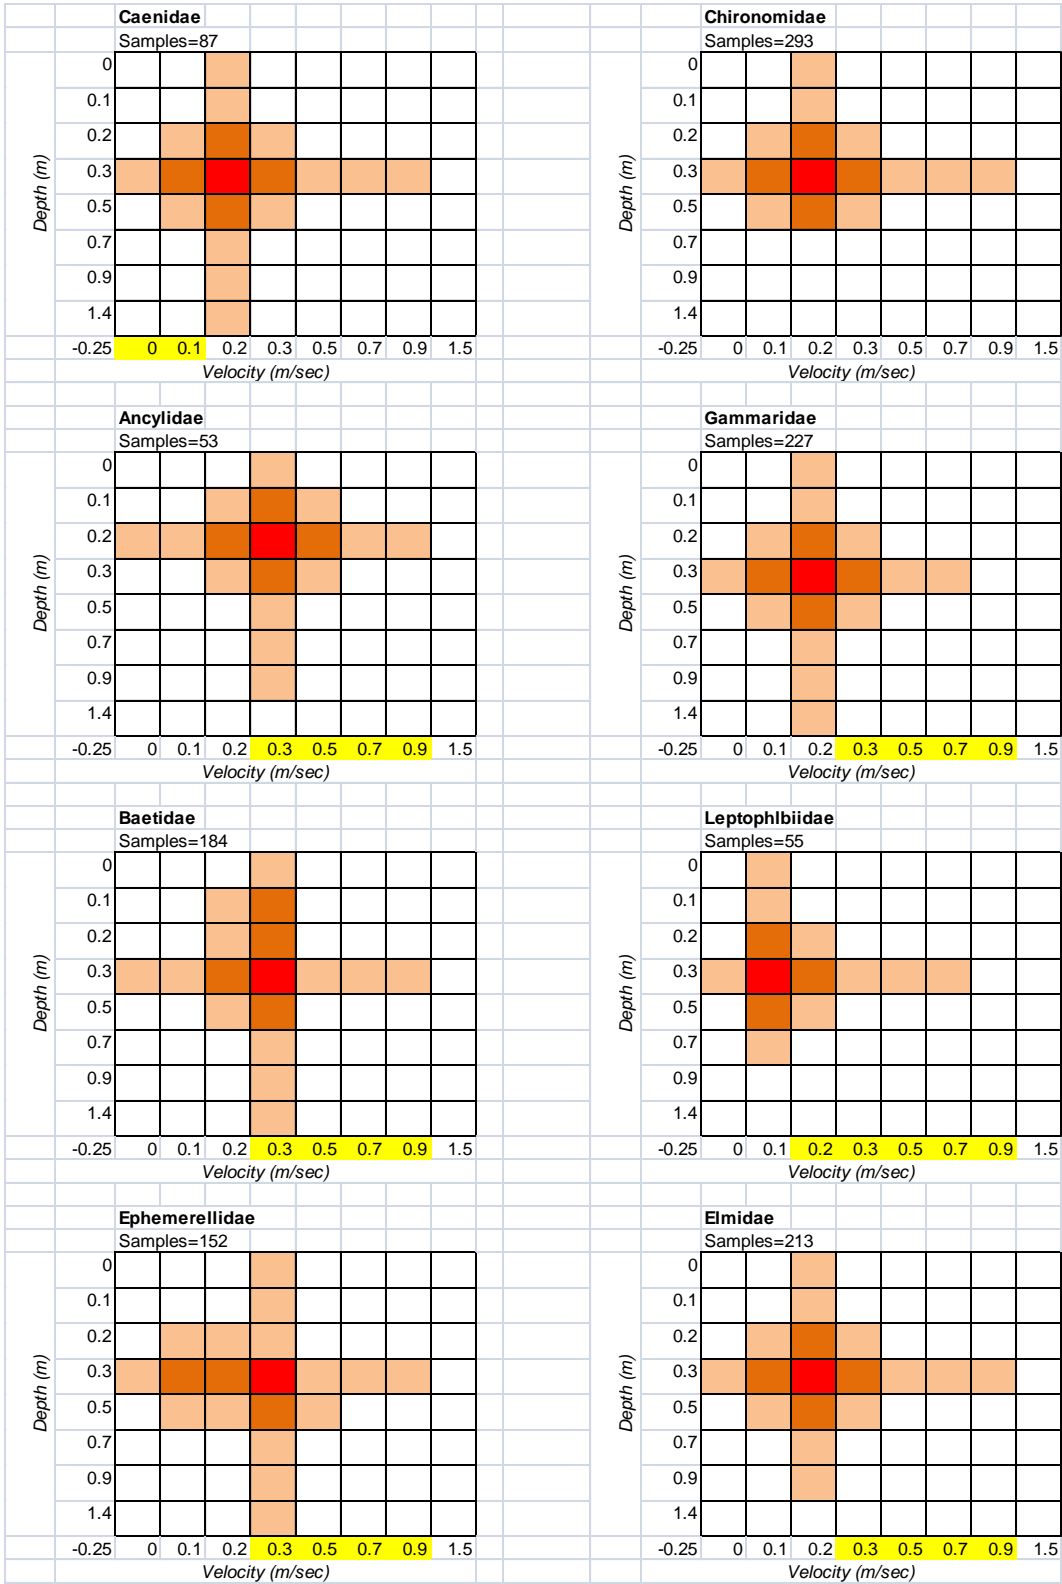 Caenidae Chironomidae
Samples=87 Samples=293
0 0
0.1 0.1
0.2 0.2
Depth (m) 0.3 Depth (m) 0.3
0.5 0.5
0.7 0.7
0.9 0.9
1.4 1.4
-0.25 0 0.1 0.2 0.3 0.5 0.7 0.9 1.5 -0.25 0 0.1 0.2 0.3 0.5 0.7 0.9 1.5
Velocity (m/sec) Velocity (m/sec)
Ancylidae Gammaridae
Samples=53 Samples=227
0 0
0.1 0.1
0.2 0.2
Depth (m) 0.3 Depth (m) 0.3
0.5 0.5
0.7 0.7
0.9 0.9
1.4 1.4
-0.25 0 0.1 0.2 0.3 0.5 0.7 0.9 1.5 -0.25 0 0.1 0.2 0.3 0.5 0.7 0.9 1.5
Velocity (m/sec) Velocity (m/sec)
Baetidae Leptophlbiidae
Samples=184 Samples=55
0 0
0.1 0.1
0.2 0.2
Depth (m) 0.3 Depth (m) 0.3
0.5 0.5
0.7 0.7
0.9 0.9
1.4 1.4
-0.25 0 0.1 0.2 0.3 0.5 0.7 0.9 1.5 -0.25 0 0.1 0.2 0.3 0.5 0.7 0.9 1.5
Velocity (m/sec) Velocity (m/sec)
Ephemerellidae Elmidae
Samples=152 Samples=213
0 0
0.1 0.1
0.2 0.2
Depth (m) 0.3 Depth (m) 0.3
0.5 0.5
0.7 0.7
0.9 0.9
1.4 1.4
-0.25 0 0.1 0.2 0.3 0.5 0.7 0.9 1.5 -0.25 0 0.1 0.2 0.3 0.5 0.7 0.9 1.5
Velocity (m/sec) Velocity (m/sec)